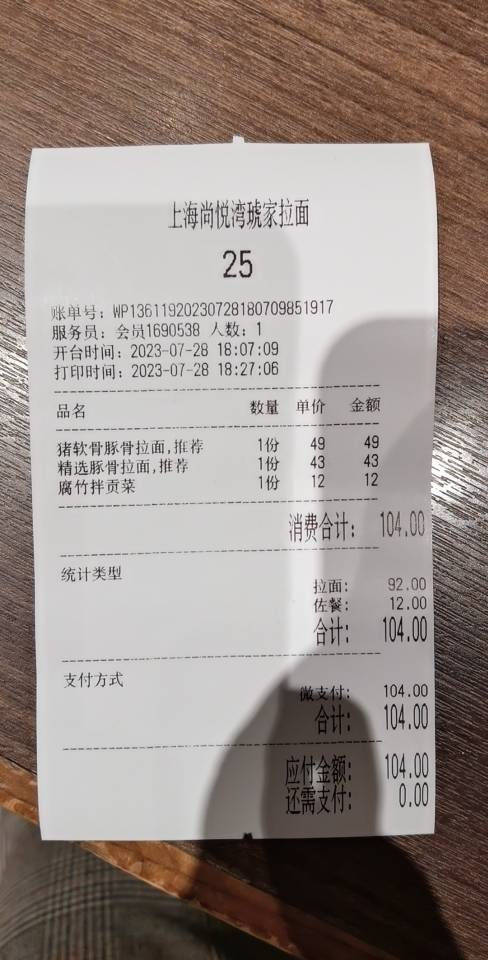 上海尚悦湾琥家拉面
25
账单号：WP13611920230728180709851917
服务员：会员1690538 人数：1
开台时间：2023-07-28 18:07:09
打印时间：2023-07-28 18:27:06
品名 数量 单价 金额
猪软骨豚骨拉面,推荐 1份 49 49
精选豚骨拉面,推荐 1份 43 43
腐竹拌贡菜 1份 12 12
消费合计： 104.00
统计类型
拉面： 92.00
佐餐： 12.00
合计： 104.00
支付方式
微支付： 104.00
合计： 104.00
应付金额： 104.00
还需支付： 0.00